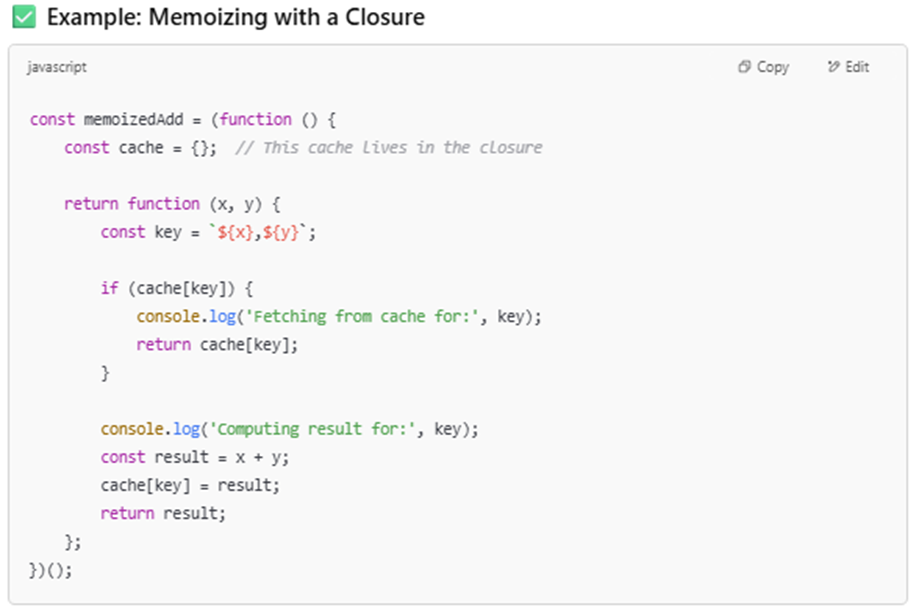 ✅ Example: Memoizing with a Closure
javascript
Copy
Edit
const memoizedAdd = (function () {
    const cache = {};  // This cache lives in the closure

    return function (x, y) {
        const key = `${x},${y}`;

        if (cache[key]) {
            console.log('Fetching from cache for:', key);
            return cache[key];
        }

        console.log('Computing result for:', key);
        const result = x + y;
        cache[key] = result;
        return result;
    };
})();